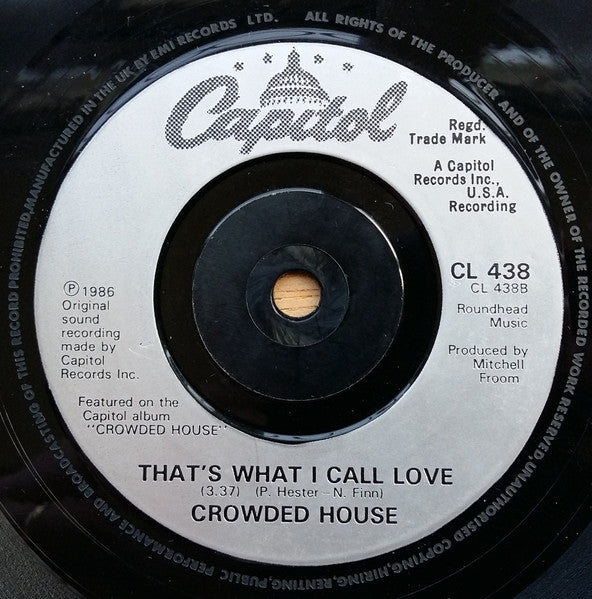 MANUFACTURED IN THE UK BY EMI RECORDS LTD. ALL RIGHTS OF THE PRODUCER AND OF THE OWNER OF THE RECORDED WORK RESERVED, UNAUTHORISED COPYING, HIRING, RENTING, PUBLIC PERFORMANCE AND BROADCASTING OF THIS RECORD PROHIBITED,
Capitol
Regd.
Trade Mark
A Capitol
Records Inc.,
U.S.A.
Recording
CL 438
CL 438B
Roundhead
Music
Produced by
Mitchell
Froom
Ⓟ 1986
Original
sound
recording
made by
Capitol
Records Inc.
Featured on the
Capitol album
"CROWDED HOUSE"
THAT'S WHAT I CALL LOVE
(3.37) (P. Hester - N. Finn)
CROWDED HOUSE